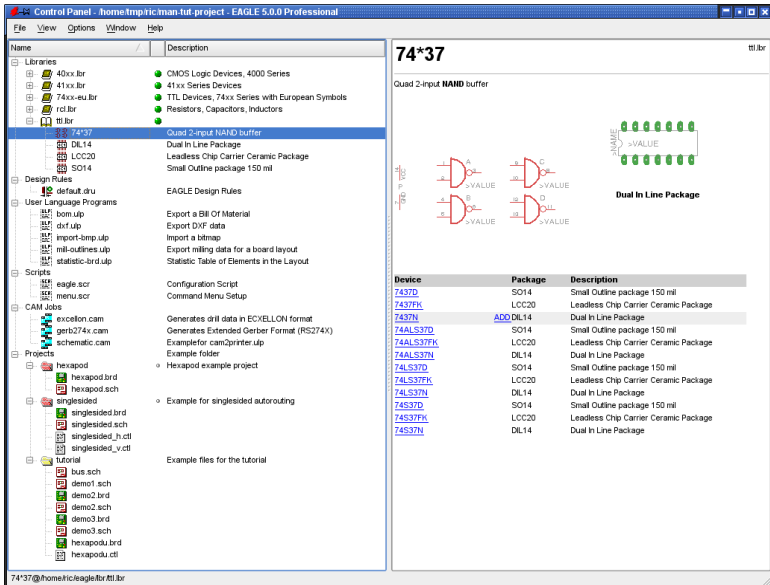 Control Panel - /home/tmp/ric/man-tut-project - EAGLE 5.0.0 Professional
File View Options Window Help
Name Description
Libraries
40xx.lbr CMOS Logic Devices, 4000 Series
41xx.lbr 41xx Series Devices
74xx-eu.lbr TTL Devices, 74xx Series with European Symbols
rcl.lbr Resistors, Capacitors, Inductors
ttl.lbr
74*37 Quad 2-input NAND buffer
DIL14 Dual In Line Package
LCC20 Leadless Chip Carrier Ceramic Package
SO14 Small Outline package 150 mil
Design Rules
default.dru EAGLE Design Rules
User Language Programs
bom.ulp Export a Bill Of Material
dxf.ulp Export DXF data
import-bmp.ulp Import a bitmap
mill-outlines.ulp Export milling data for a board layout
statistic-brd.ulp Statistic Table of Elements in the Layout
Scripts
eagle.scr Configuration Script
menu.scr Command Menu Setup
CAM Jobs
excellon.cam Generates drill data in ECXELLON format
gerb274x.cam Generates Extended Gerber Format (RS274X)
schematic.cam Examplefor cam2printer.ulp
Projects Example folder
hexapod Hexapod example project
hexapod.brd
hexapod.sch
singlesided Example for singlesided autorouting
singlesided.brd
singlesided.sch
singlesided_h.ctl
singlesided_v.ctl
tutorial Example files for the tutorial
bus.sch
demo1.sch
demo2.brd
demo2.sch
demo3.brd
demo3.sch
hexapodu.brd
hexapodu.ctl
74*37@/home/ric/eagle/lbr/ttl.lbr
74*37 ttl.lbr
Quad 2-input NAND buffer
VCC
P
GND
A
>VALUE
C
>VALUE
B
>VALUE
D
>VALUE
>NAME
>VALUE
Dual In Line Package
Device Package Description
7437D SO14 Small Outline package 150 mil
7437FK LCC20 Leadless Chip Carrier Ceramic Package
7437N ADD DIL14 Dual In Line Package
74ALS37D SO14 Small Outline package 150 mil
74ALS37FK LCC20 Leadless Chip Carrier Ceramic Package
74ALS37N DIL14 Dual In Line Package
74LS37D SO14 Small Outline package 150 mil
74LS37FK LCC20 Leadless Chip Carrier Ceramic Package
74LS37N DIL14 Dual In Line Package
74S37D SO14 Small Outline package 150 mil
74S37FK LCC20 Leadless Chip Carrier Ceramic Package
74S37N DIL14 Dual In Line Package